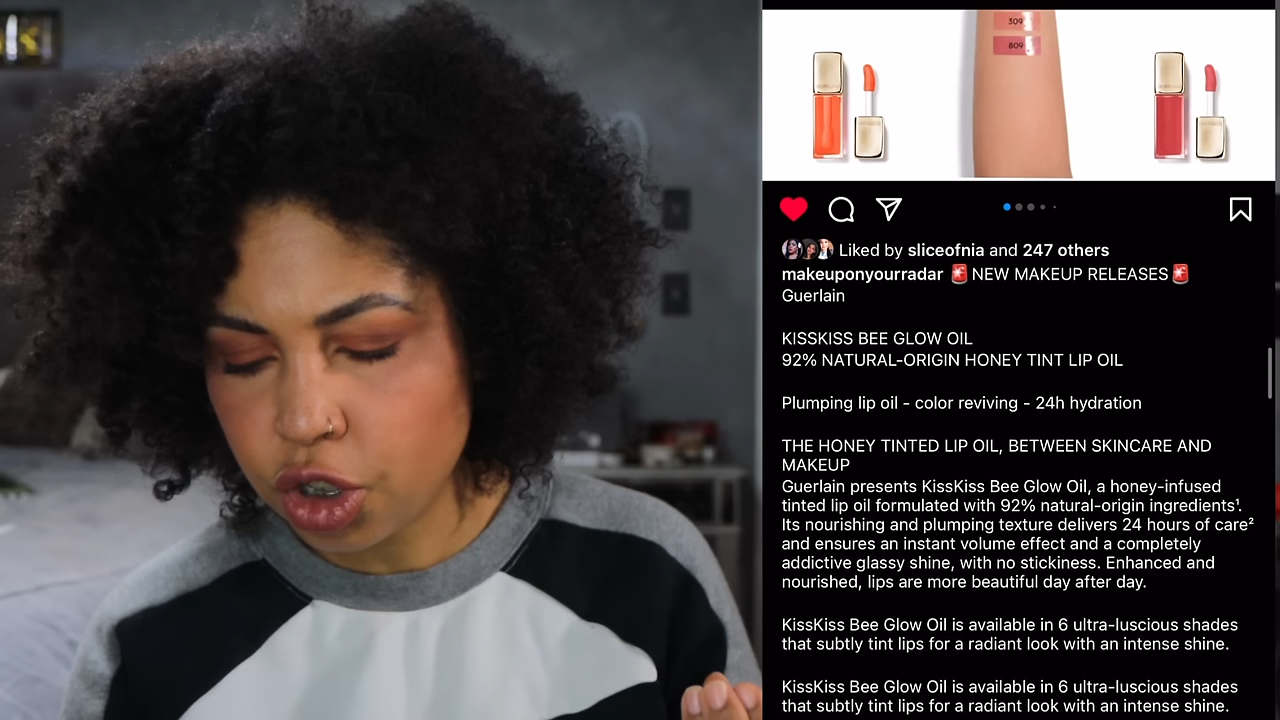 309
809
Liked by sliceofnia and 247 others
makeuponyourradar 🚨NEW MAKEUP RELEASES🚨
Guerlain
KISSKISS BEE GLOW OIL
92% NATURAL-ORIGIN HONEY TINT LIP OIL
Plumping lip oil - color reviving - 24h hydration
THE HONEY TINTED LIP OIL, BETWEEN SKINCARE AND
MAKEUP
Guerlain presents KissKiss Bee Glow Oil, a honey-infused
tinted lip oil formulated with 92% natural-origin ingredients¹.
Its nourishing and plumping texture delivers 24 hours of care²
and ensures an instant volume effect and a completely
addictive glassy shine, with no stickiness. Enhanced and
nourished, lips are more beautiful day after day.
KissKiss Bee Glow Oil is available in 6 ultra-luscious shades
that subtly tint lips for a radiant look with an intense shine.
KissKiss Bee Glow Oil is available in 6 ultra-luscious shades
that subtly tint lips for a radiant look with an intense shine.